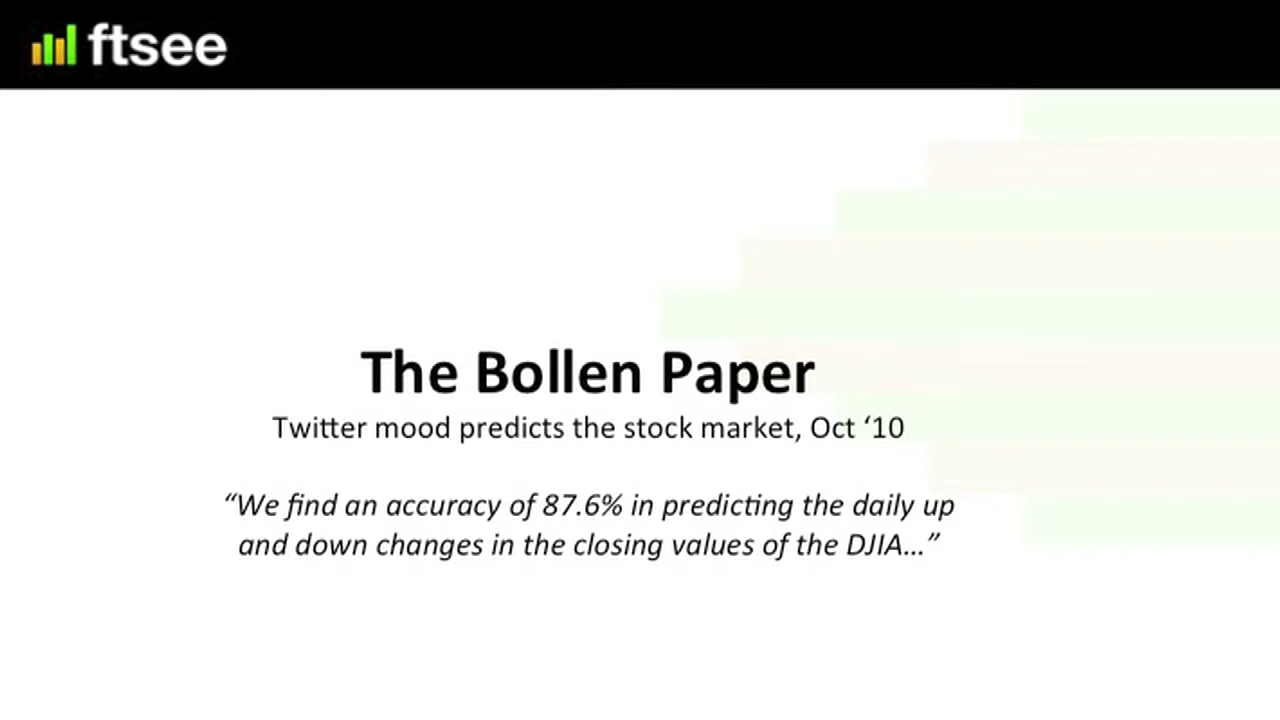 ftsee
The Bollen Paper
Twitter mood predicts the stock market, Oct ‘10
“We find an accuracy of 87.6% in predicting the daily up
and down changes in the closing values of the DJIA...”